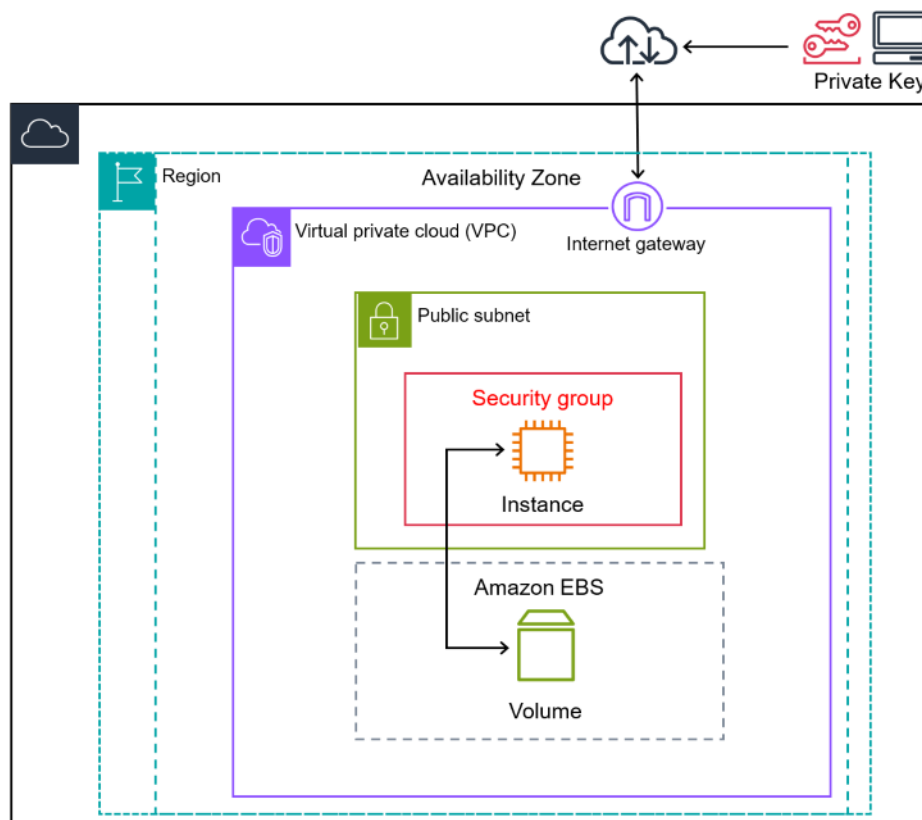 Private Key
Region
Availability Zone
Virtual private cloud (VPC)
Internet gateway
Public subnet
Security group
Instance
Amazon EBS
Volume